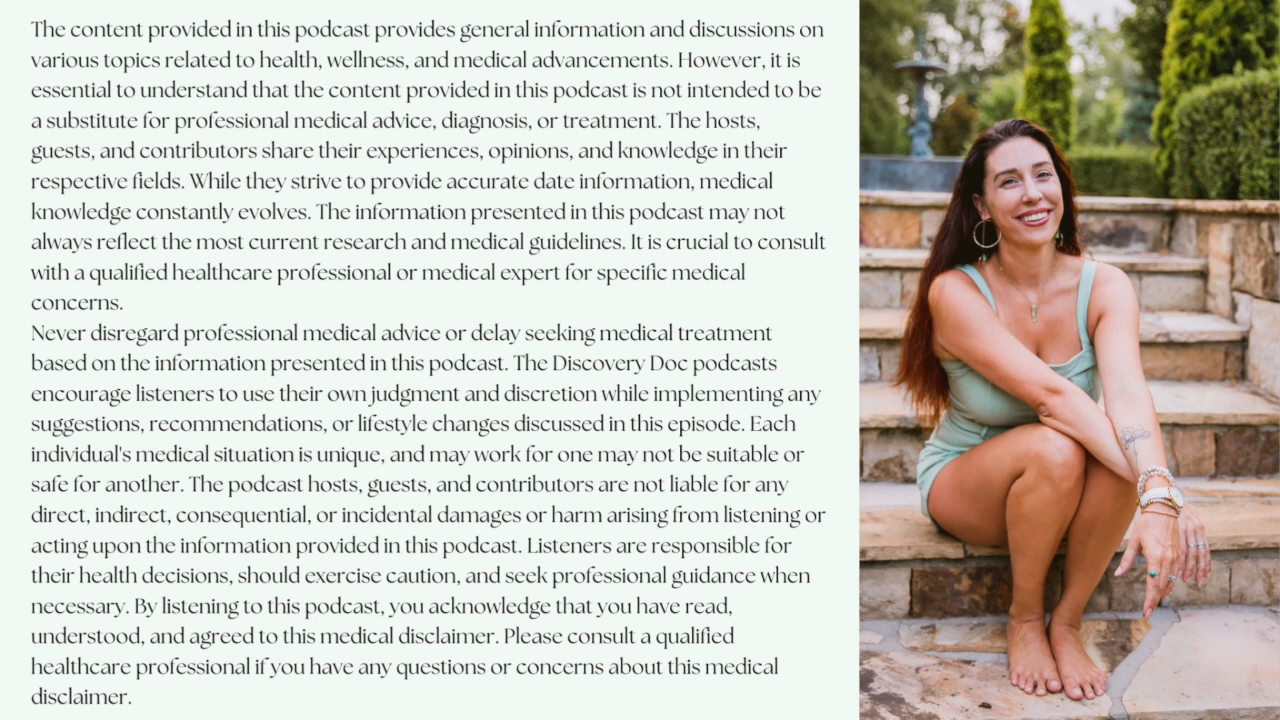 The content provided in this podcast provides general information and discussions on
various topics related to health, wellness, and medical advancements. However, it is
essential to understand that the content provided in this podcast is not intended to be
a substitute for professional medical advice, diagnosis, or treatment. The hosts,
guests, and contributors share their experiences, opinions, and knowledge in their
respective fields. While they strive to provide accurate date information, medical
knowledge constantly evolves. The information presented in this podcast may not
always reflect the most current research and medical guidelines. It is crucial to consult
with a qualified healthcare professional or medical expert for specific medical
concerns.
Never disregard professional medical advice or delay seeking medical treatment
based on the information presented in this podcast. The Discovery Doc podcasts
encourage listeners to use their own judgment and discretion while implementing any
suggestions, recommendations, or lifestyle changes discussed in this episode. Each
individual's medical situation is unique, and may work for one may not be suitable or
safe for another. The podcast hosts, guests, and contributors are not liable for any
direct, indirect, consequential, or incidental damages or harm arising from listening or
acting upon the information provided in this podcast. Listeners are responsible for
their health decisions, should exercise caution, and seek professional guidance when
necessary. By listening to this podcast, you acknowledge that you have read,
understood, and agreed to this medical disclaimer. Please consult a qualified
healthcare professional if you have any questions or concerns about this medical
disclaimer.